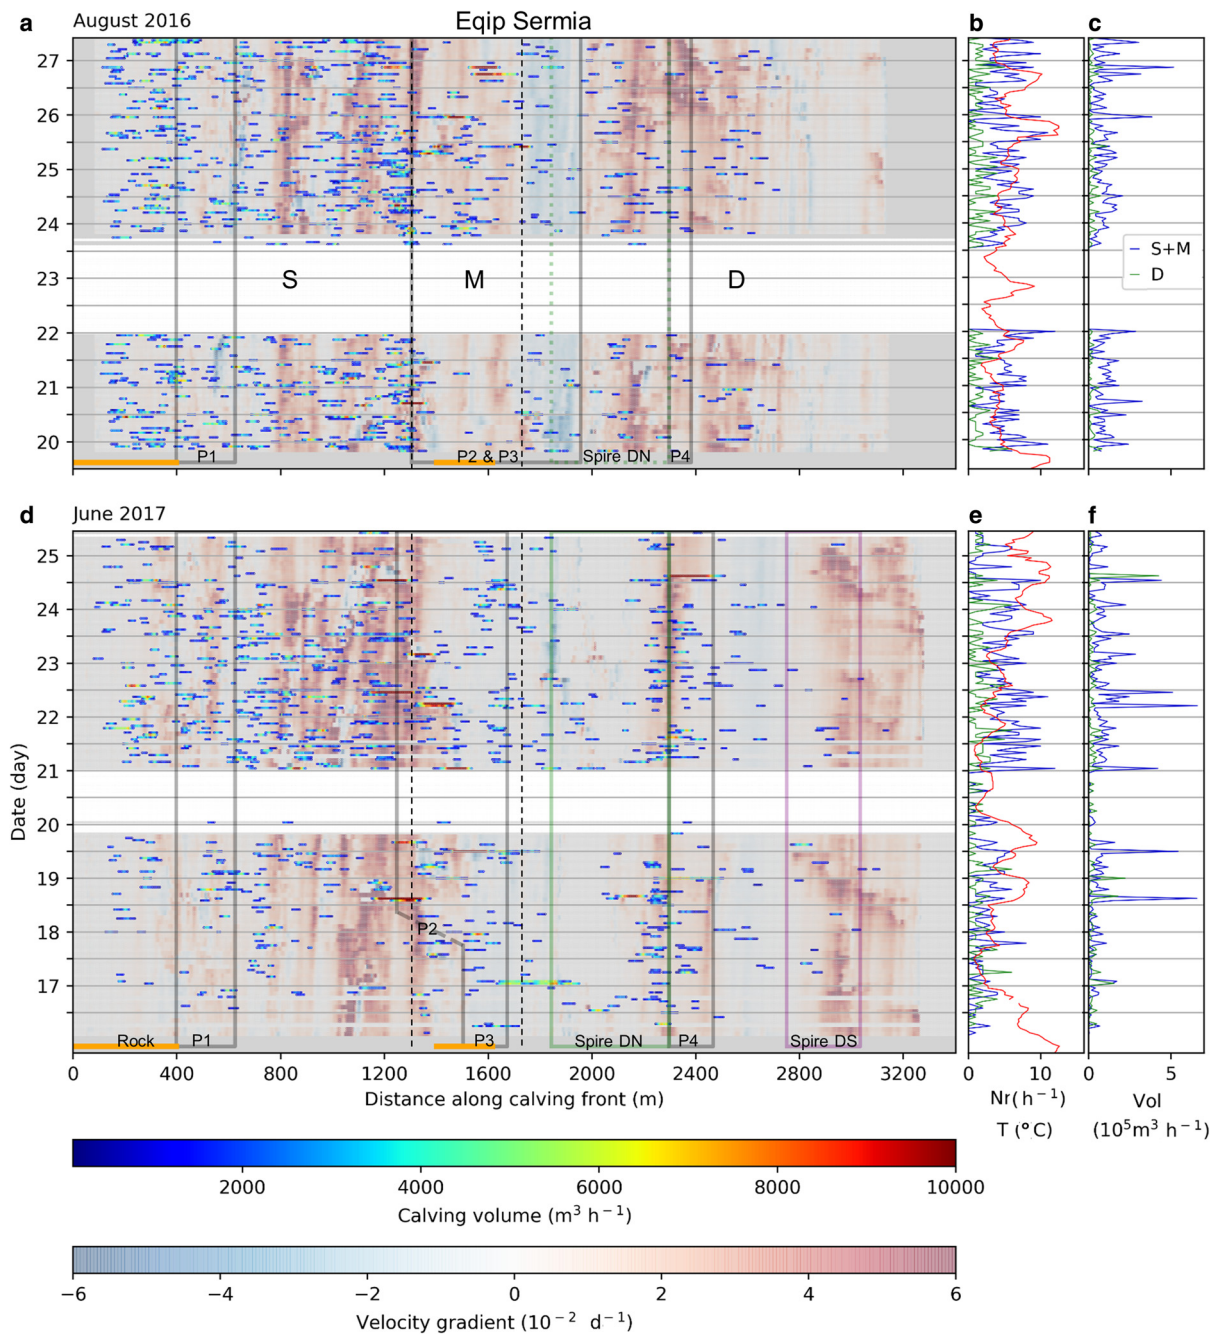 a August 2016 Eqip Sermia b c
27
26
25
24
23
22
21
20
S M D
S+M
D
P1 P2 & P3 Spire DN P4
d June 2017 e f
25
24
23
22
21
20
19
18
17
Date (day)
P2
Rock P1 P3 Spire DN P4 Spire DS
0 400 800 1200 1600 2000 2400 2800 3200 0 10 0 5
Distance along calving front (m) Nr(h⁻¹) Vol
T (°C) (10⁵m³ h⁻¹)
2000 4000 6000 8000 10000
Calving volume (m³ h⁻¹)
−6 −4 −2 0 2 4 6
Velocity gradient (10⁻² d⁻¹)